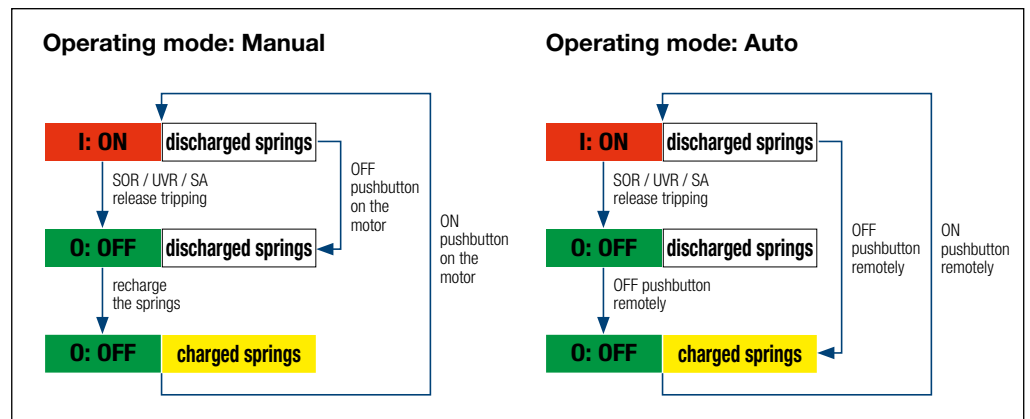 Operating mode: Manual
I: ON
discharged springs
SOR / UVR / SA
release tripping
OFF
pushbutton
on the
motor
O: OFF
discharged springs
ON
pushbutton
on the
motor
recharge
the springs
O: OFF
charged springs
Operating mode: Auto
I: ON
discharged springs
SOR / UVR / SA
release tripping
O: OFF
discharged springs
OFF
pushbutton
remotely
ON
pushbutton
remotely
OFF pushbutton
remotely
O: OFF
charged springs